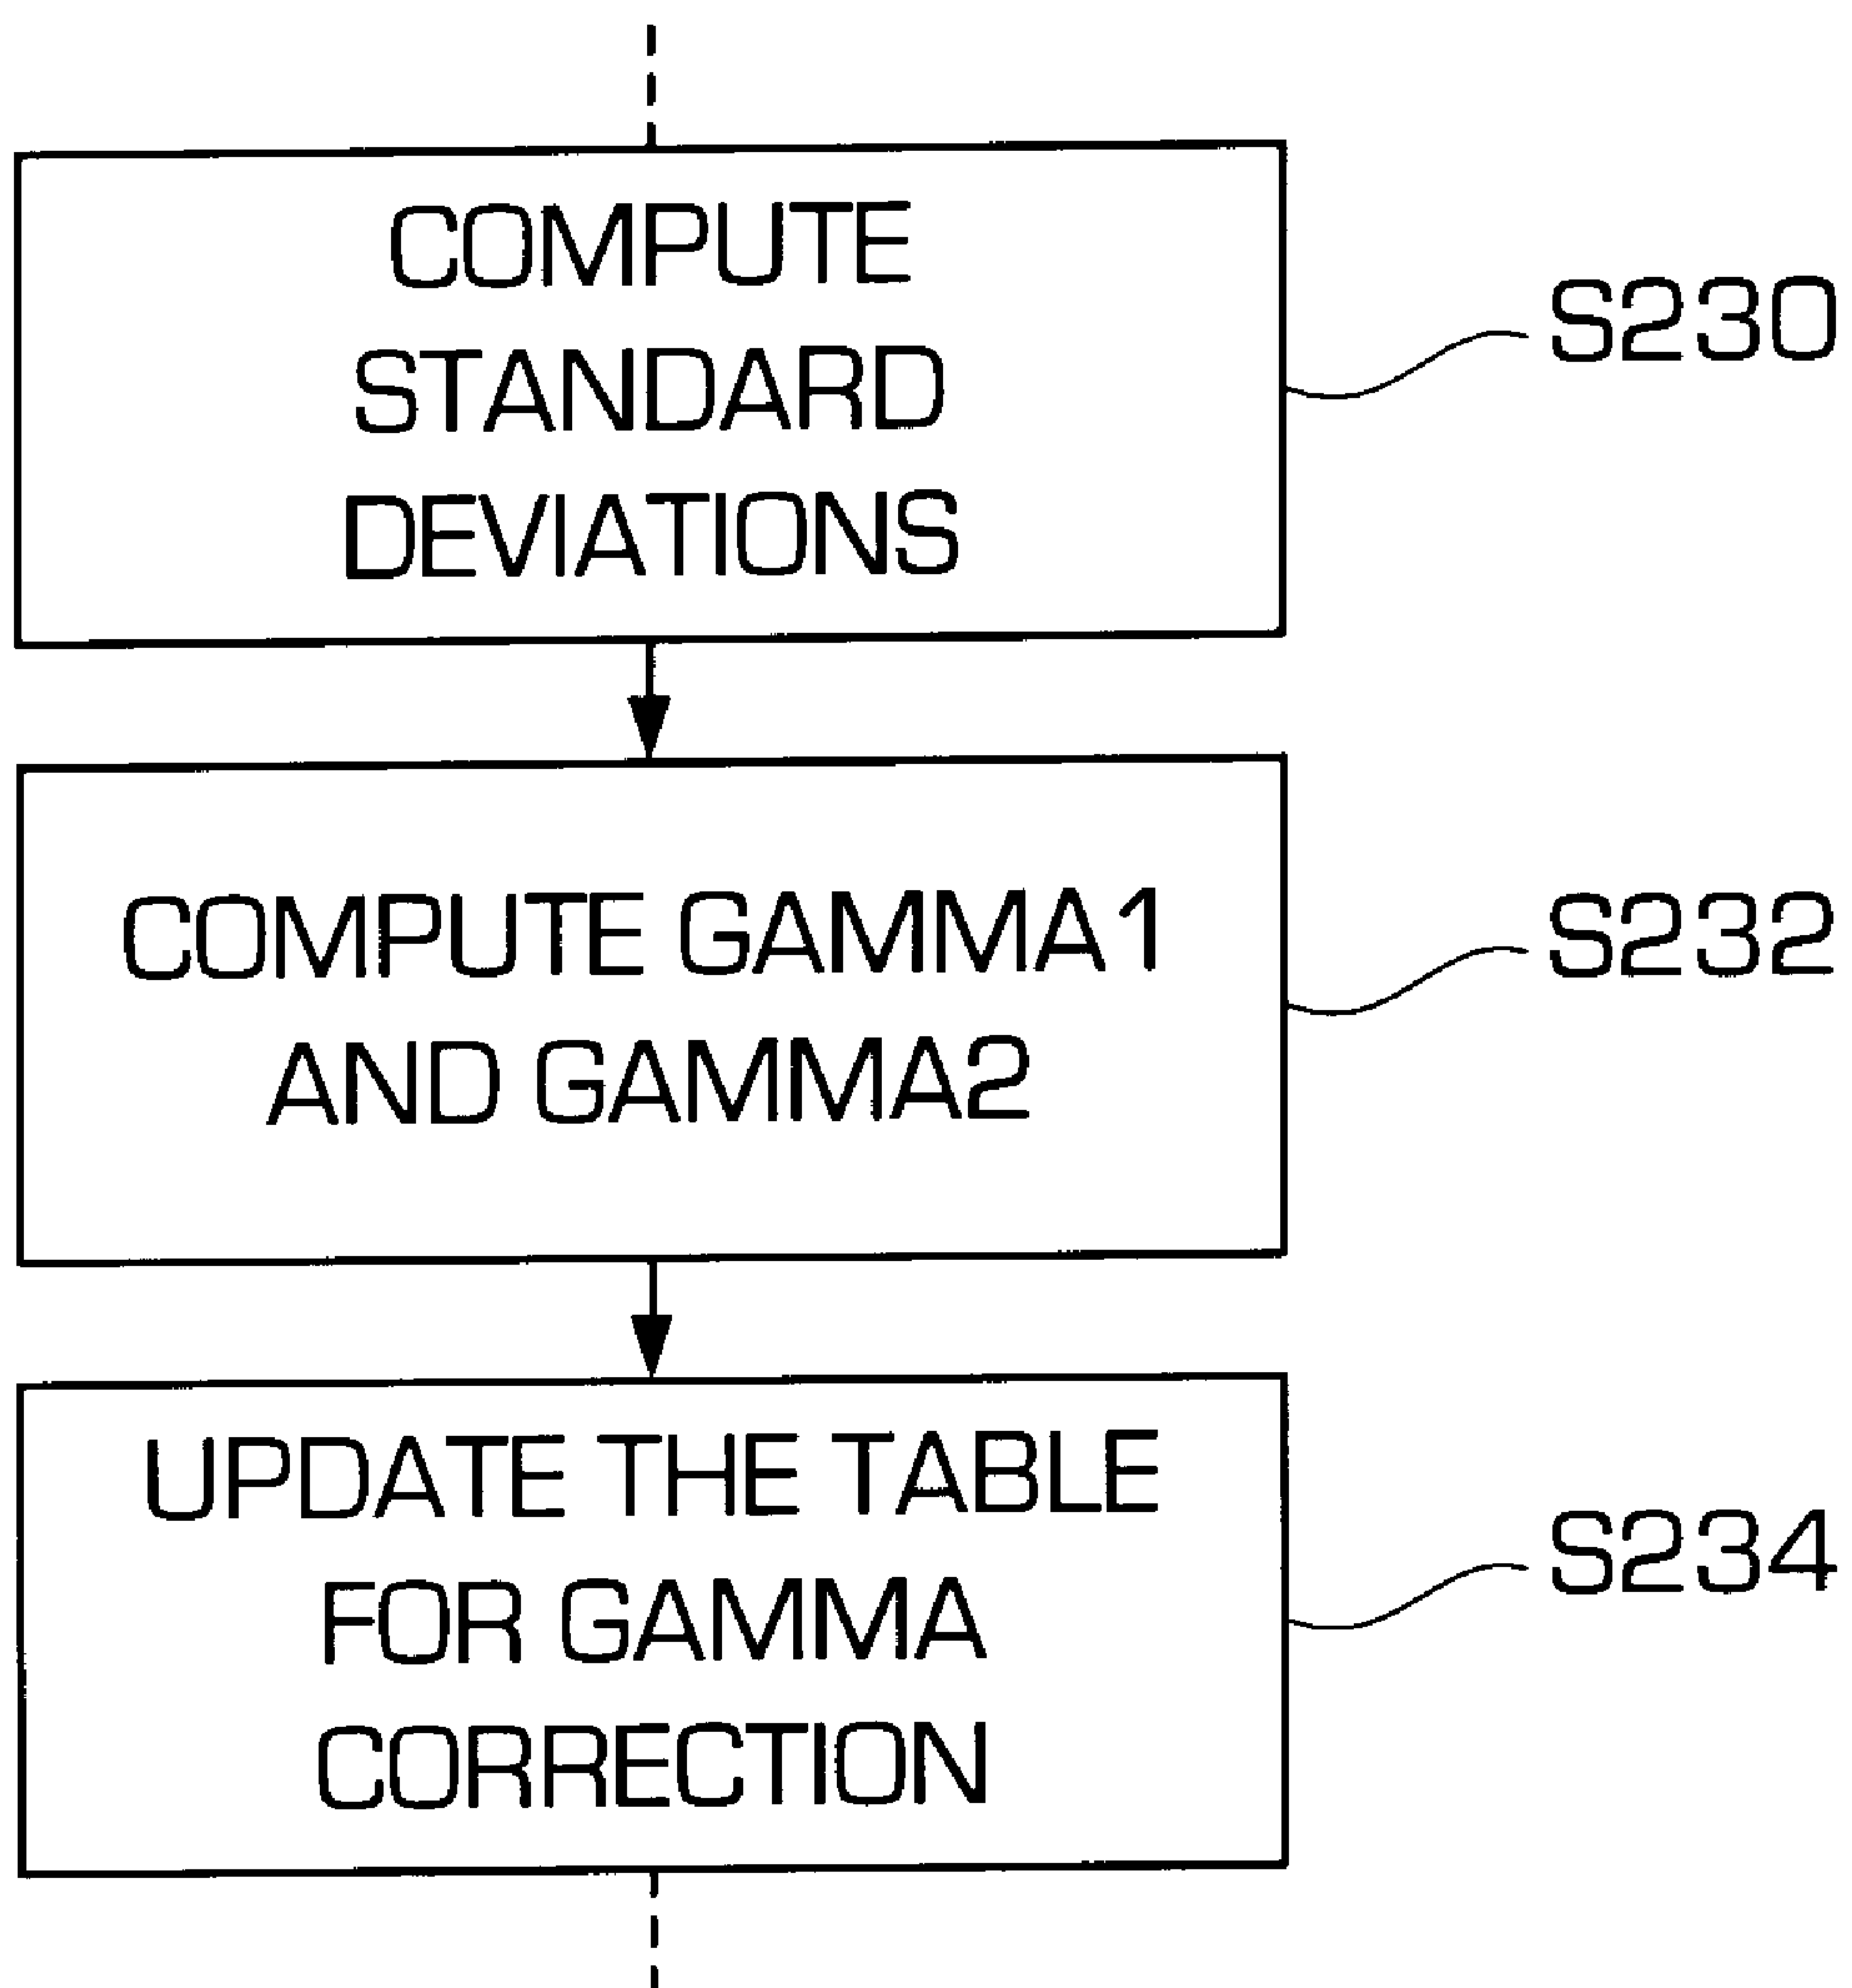 COMPUTE
STANDARD
DEVIATIONS
S230
COMPUTE GAMMA1
AND GAMMA2
S232
UPDATE THE TABLE
FOR GAMMA
CORRECTION
S234